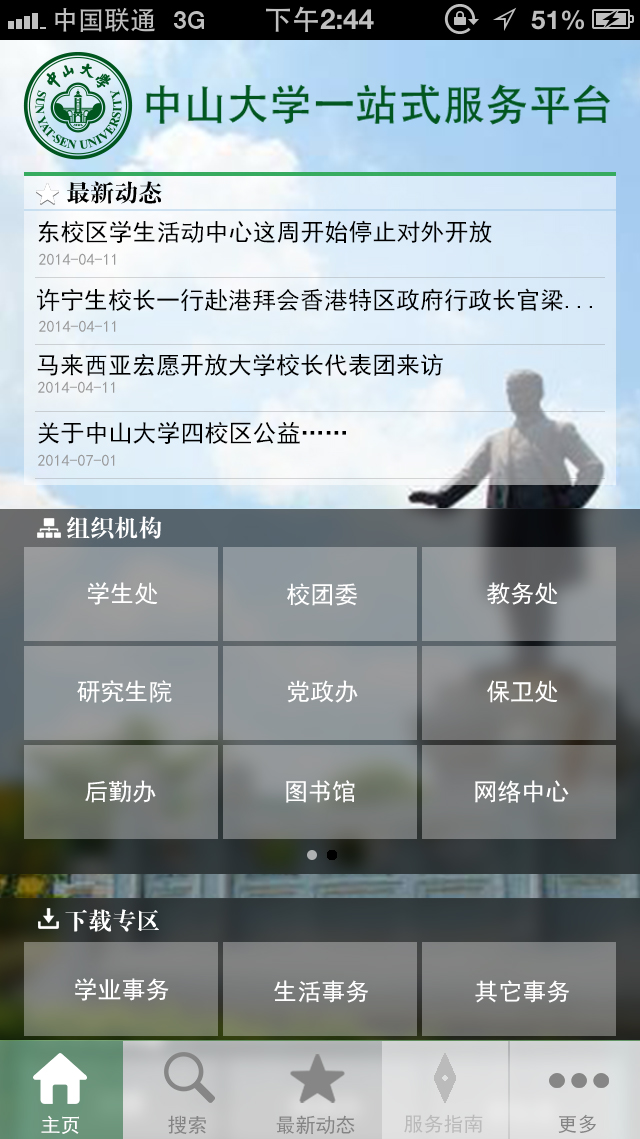 中国联通 3G 下午2:44 51%
中山大学
SUN YAT-SEN UNIVERSITY
中山大学一站式服务平台
最新动态
东校区学生活动中心这周开始停止对外开放
2014-04-11
许宁生校长一行赴港拜会香港特区政府行政长官梁...
2014-04-11
马来西亚宏愿开放大学校长代表团来访
2014-04-11
关于中山大学四校区公益······
2014-07-01
组织机构
学生处 校团委 教务处
研究生院 党政办 保卫处
后勤办 图书馆 网络中心
下载专区
学业事务 生活事务 其它事务
主页 搜索 最新动态 服务指南 更多